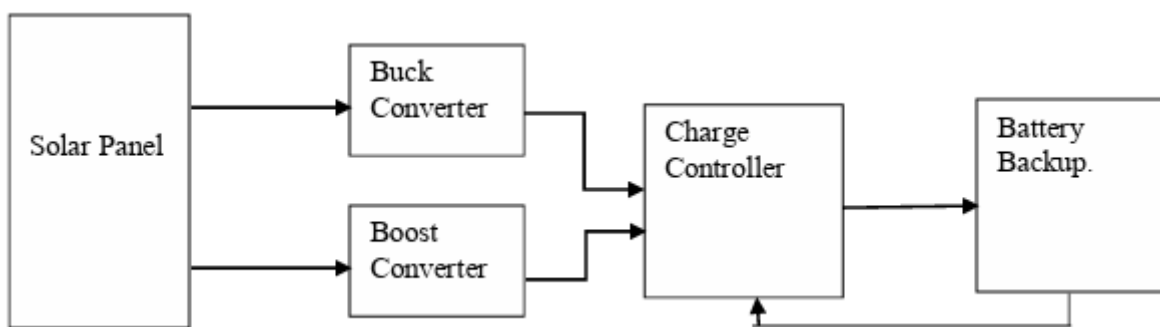 Solar Panel
Buck
Converter
Boost
Converter
Charge
Controller
Battery
Backup.